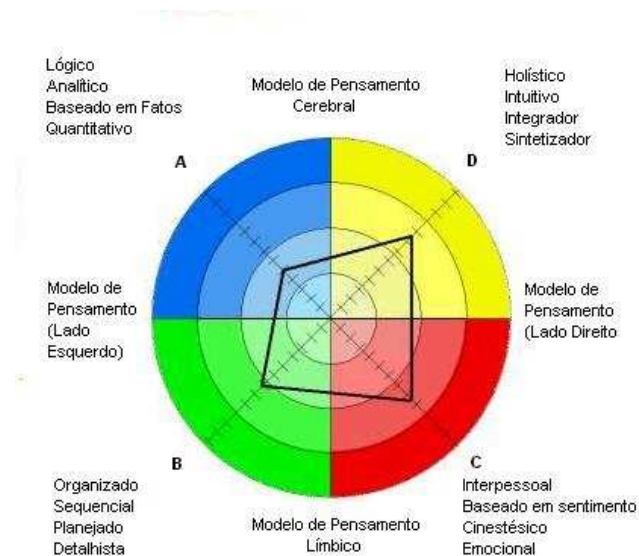 Lógico
Analítico
Baseado em Fatos
Quantitativo
Modelo de Pensamento
Cerebral
Holístico
Intuitivo
Integrador
Sintetizador
A
D
Modelo de
Pensamento
(Lado
Esquerdo)
Modelo de
Pensamento
(Lado Direito
B
C
Organizado
Sequencial
Planejado
Detalhista
Modelo de Pensamento
Límbico
Interpessoal
Baseado em sentimento
Cinestésico
Emocional